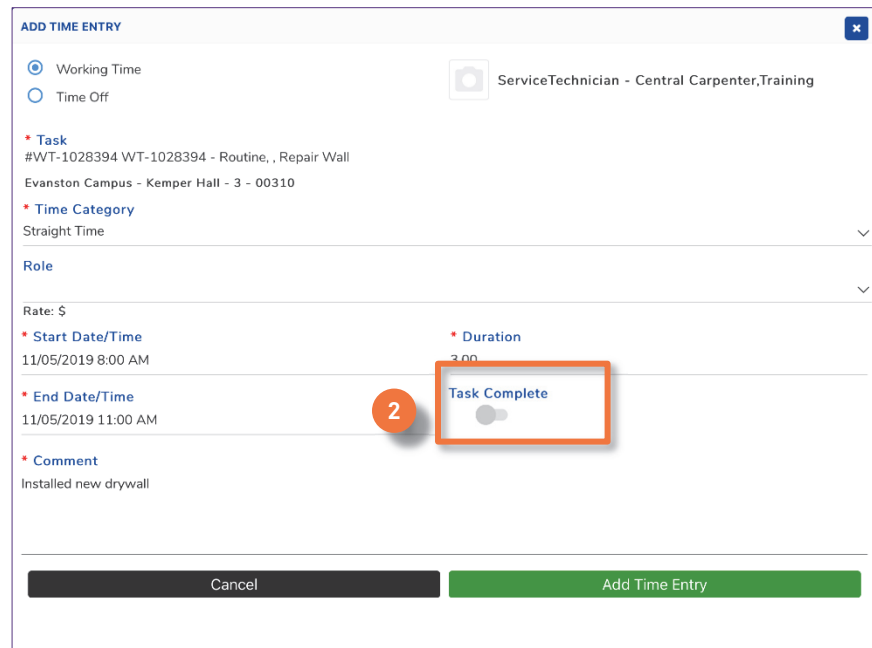 ADD TIME ENTRY
×
Working Time
Time Off
ServiceTechnician - Central Carpenter,Training
* Task
#WT-1028394 WT-1028394 - Routine, , Repair Wall
Evanston Campus - Kemper Hall - 3 - 00310
* Time Category
Straight Time
Role
Rate: $
* Start Date/Time
11/05/2019 8:00 AM
* Duration
3.00
* End Date/Time
11/05/2019 11:00 AM
2
Task Complete
* Comment
Installed new drywall
Cancel
Add Time Entry